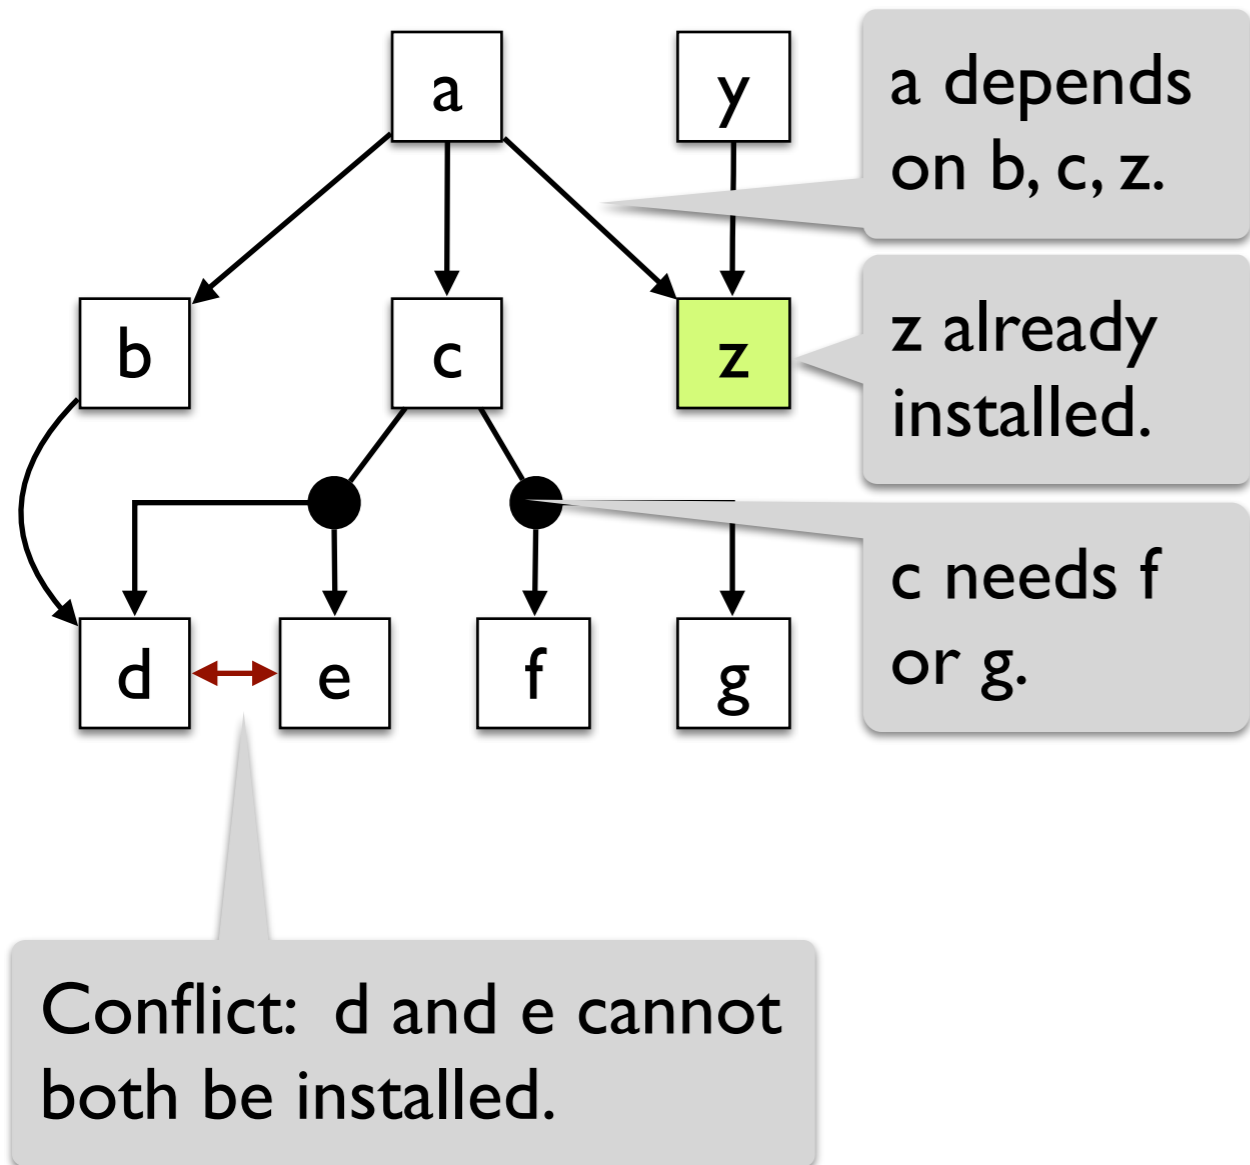 a
y
a depends
on b, c, z.
b
c
z
z already
installed.
c needs f
or g.
d
e
f
g
Conflict: d and e cannot
both be installed.